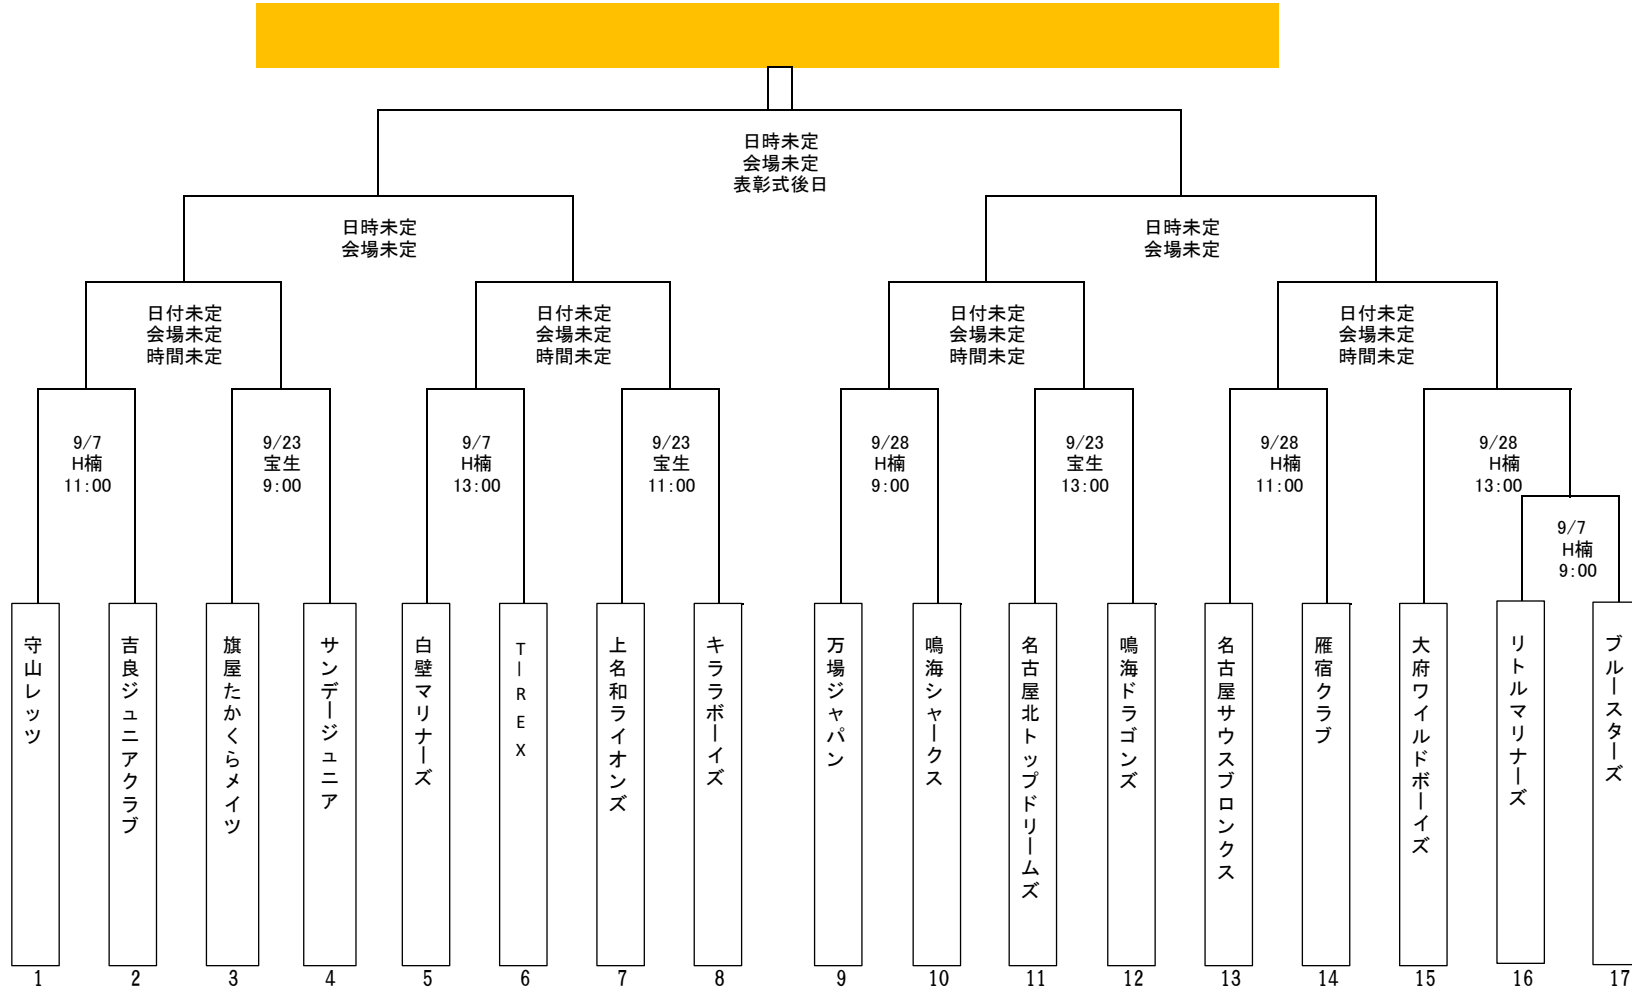 日時未定
会場未定
表彰式後日
日時未定
会場未定
日時未定
会場未定
日付未定
会場未定
時間未定
日付未定
会場未定
時間未定
日付未定
会場未定
時間未定
日付未定
会場未定
時間未定
9/7
H楠
11:00
9/23
宝生
9:00
9/7
H楠
13:00
9/23
宝生
11:00
9/28
H楠
9:00
9/23
宝生
13:00
9/28
H楠
11:00
9/28
H楠
13:00
9/7
H楠
9:00
守山レッツ
吉良ジュニアクラブ
旗屋たかくらメイツ
サンデージュニア
白壁マリナーズ
TーREX
上名和ライオンズ
キララボーイズ
万場ジャパン
鳴海シャークス
名古屋北トップドリームズ
鳴海ドラゴンズ
名古屋サウスブロンクス
雁宿クラブ
大府ワイルドボーイズ
リトルマリナーズ
ブルースターズ
1
2
3
4
5
6
7
8
9
10
11
12
13
14
15
16
17